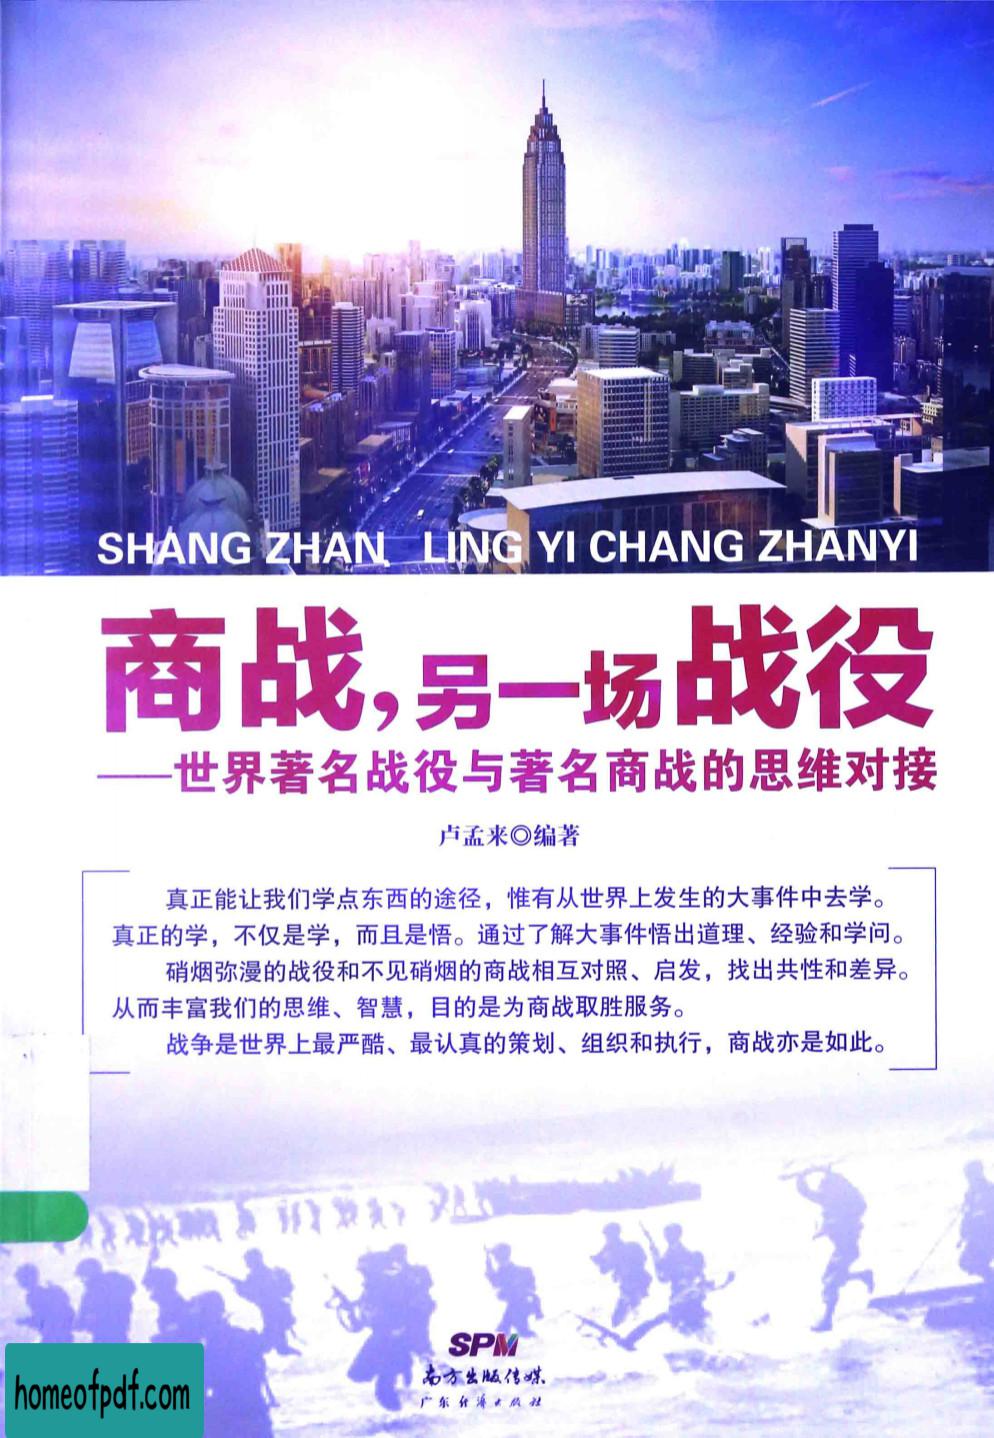 SHANG ZHAN, LING YI CHANG ZHANYI
商战,另一场战役
——世界著名战役与著名商战的思维对接
卢孟来◎编著
真正能让我们学点东西的途径，惟有从世界上发生的大事件中去学。
真正的学，不仅是学，而且是悟。通过了解大事件悟出道理、经验和学问。
硝烟弥漫的战役和不见硝烟的商战相互对照、启发，找出共性和差异。
从而丰富我们的思维、智慧，目的是为商战取胜服务。
战争是世界上最严酷、最认真的策划、组织和执行，商战亦是如此。
SPM
南方出版传媒
广东经济出版社
homeofpdf.com